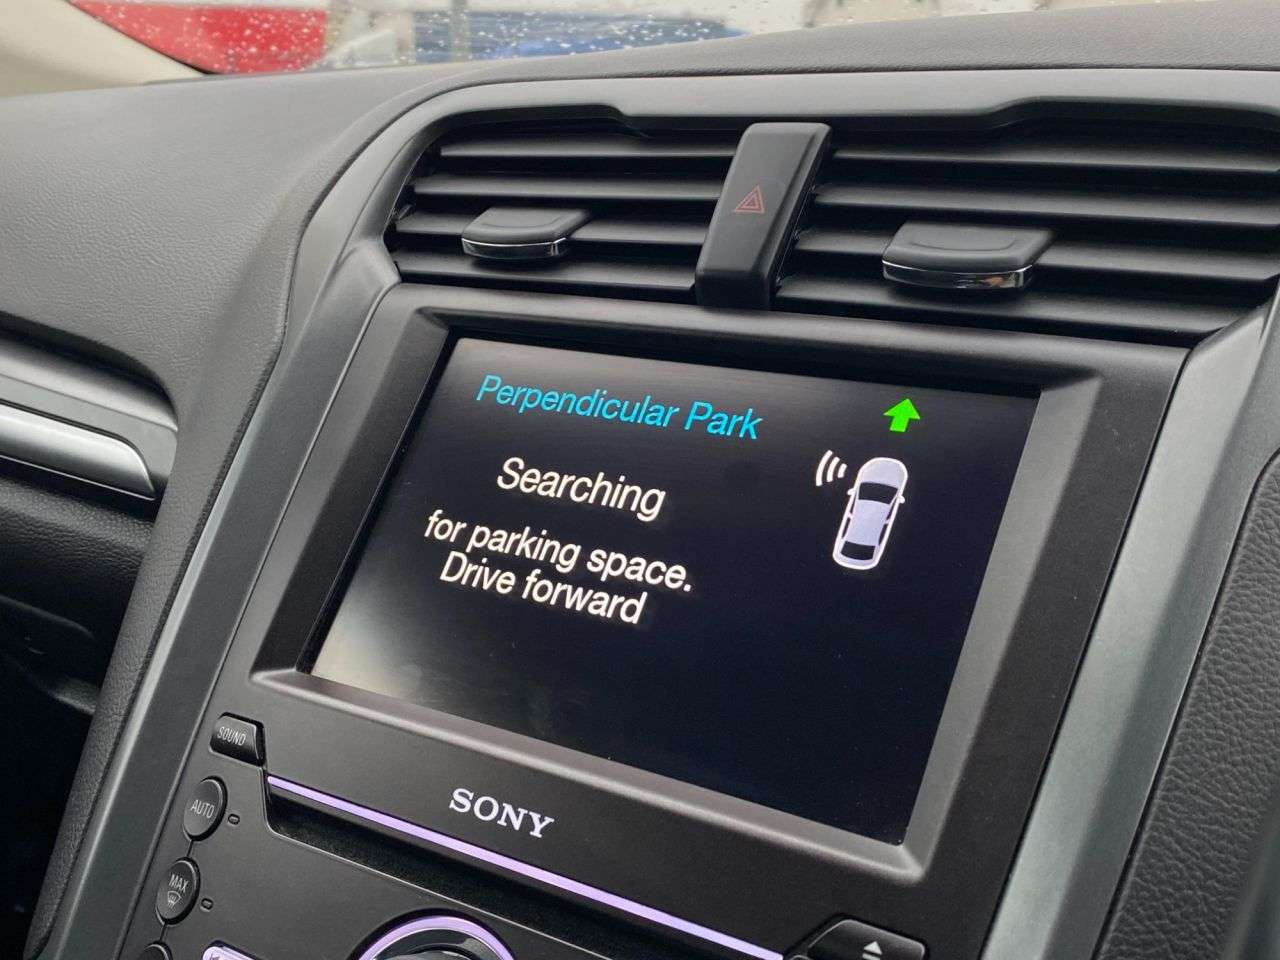 Perpendicular Park
Searching
for parking space.
Drive forward
SOUND
SONY
AUTO
MAX